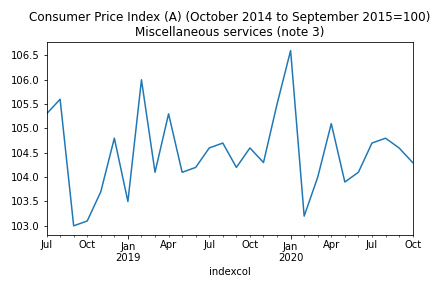 Consumer Price Index (A) (October 2014 to September 2015=100)
Miscellaneous services (note 3)
106.5
106.0
105.5
105.0
104.5
104.0
103.5
103.0
Jul Oct Jan Apr Jul Oct Jan Apr Jul Oct
2019 2020
indexcol